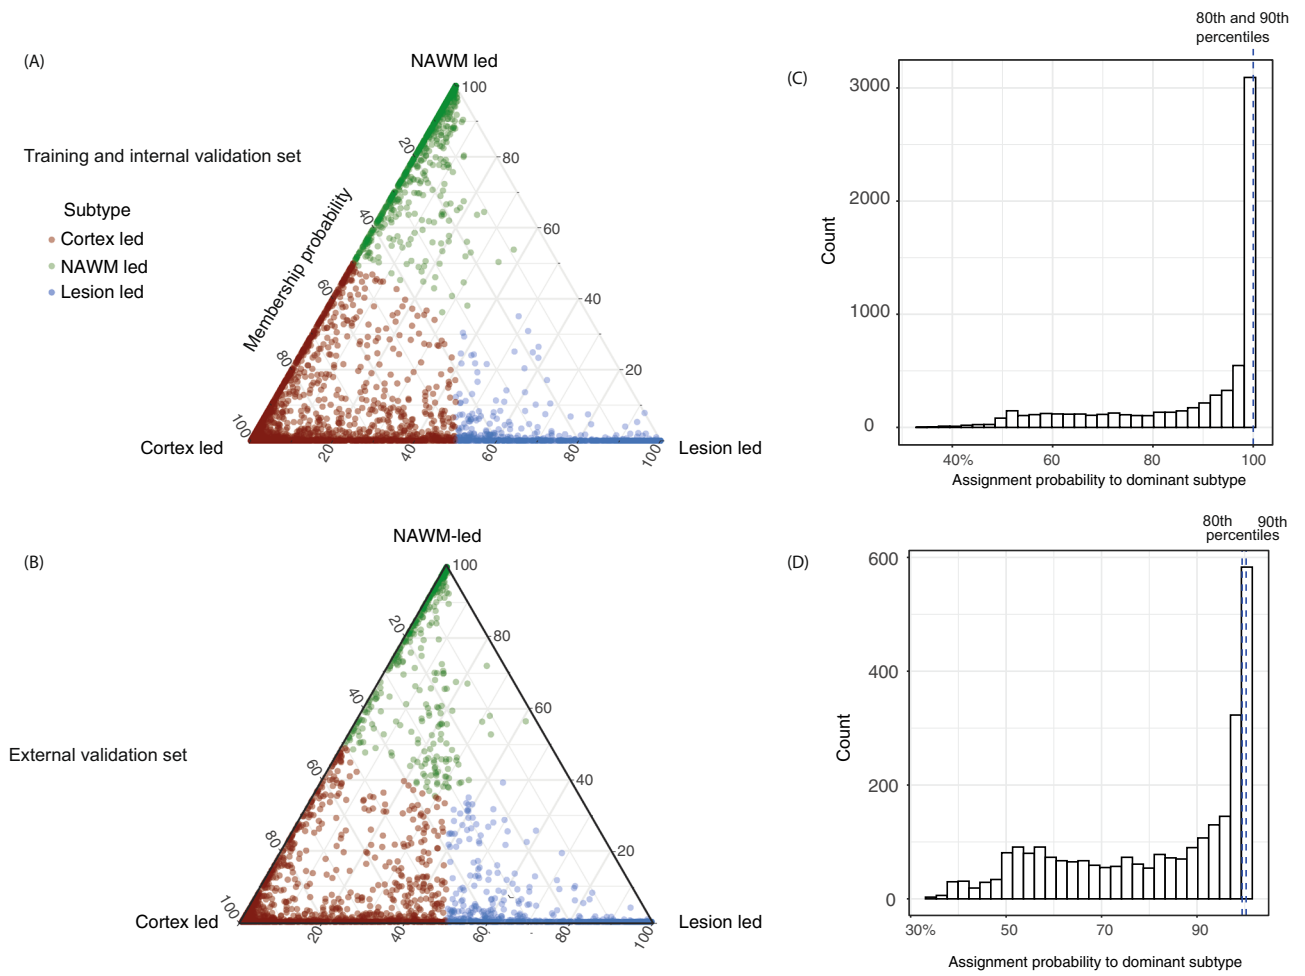 (A)
NAWM led
100
80
60
40
20
20
40
60
80
100
Membership probability
Training and internal validation set
Subtype
Cortex led
NAWM led
Lesion led
Cortex led
Lesion led
20
40
60
80
100
(C)
80th and 90th
percentiles
Count
3000
2000
1000
0
40%
60
80
100
Assignment probability to dominant subtype
(B)
NAWM-led
100
80
60
40
20
20
40
60
80
100
External validation set
Cortex led
Lesion led
20
40
60
80
100
(D)
80th 90th
percentiles
Count
600
400
200
0
30%
50
70
90
Assignment probability to dominant subtype